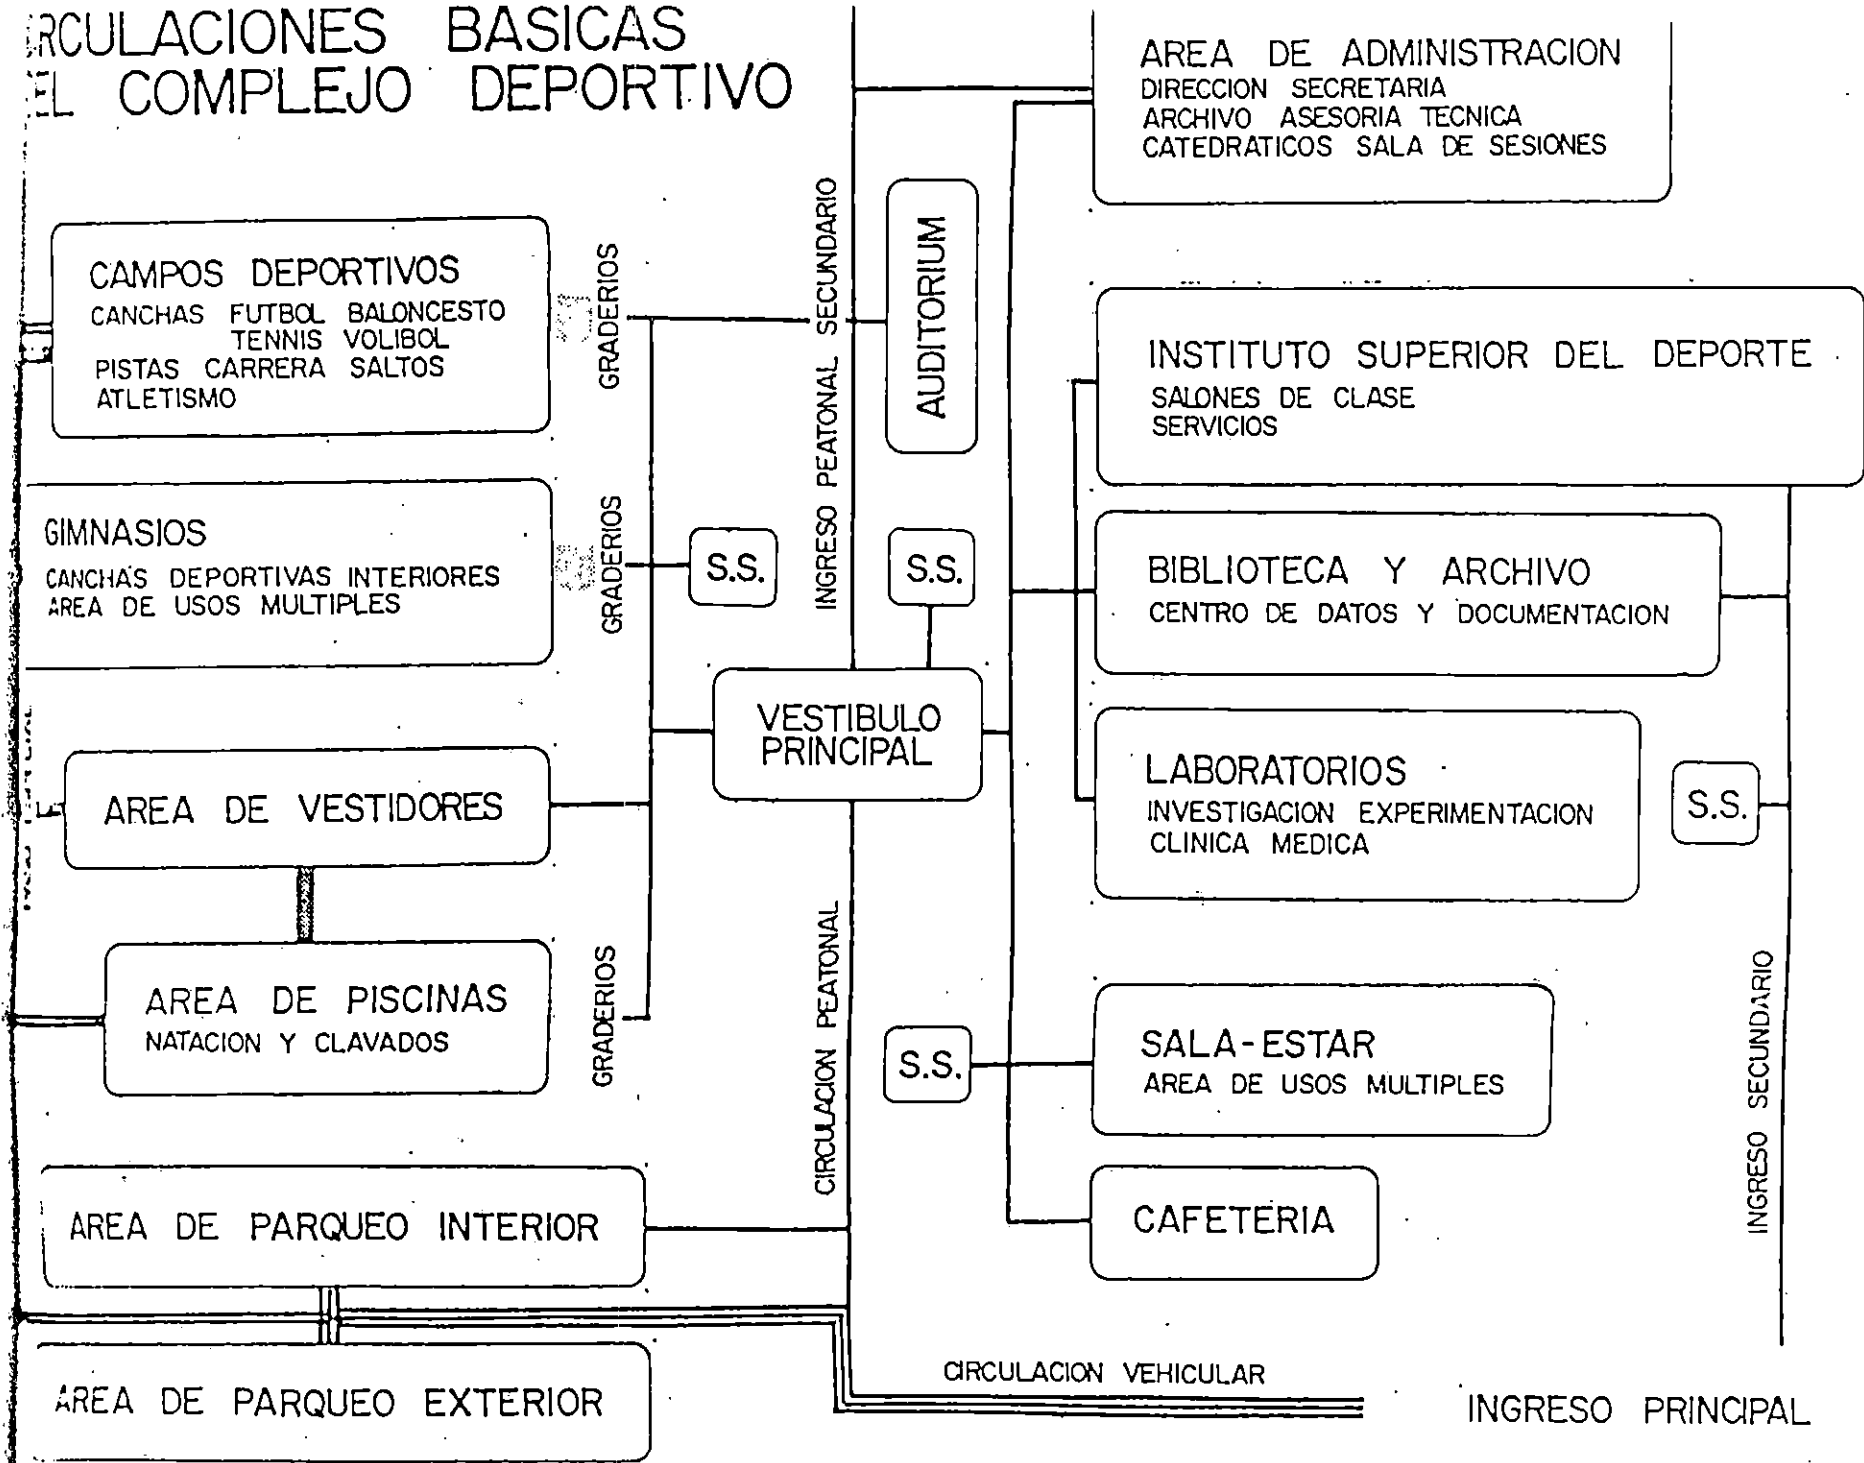 RCULACIONES BASICAS
EL COMPLEJO DEPORTIVO
AREA DE ADMINISTRACION
DIRECCION SECRETARIA
ARCHIVO ASESORIA TECNICA
CATEDRATICOS SALA DE SESIONES
CAMPOS DEPORTIVOS
CANCHAS FUTBOL BALONCESTO
TENNIS VOLIBOL
PISTAS CARRERA SALTOS
ATLETISMO
GRADERIOS
INGRESO PEATONAL SECUNDARIO
AUDITORIUM
INSTITUTO SUPERIOR DEL DEPORTE
SALONES DE CLASE
SERVICIOS
GIMNASIOS
CANCHAS DEPORTIVAS INTERIORES
AREA DE USOS MULTIPLES
GRADERIOS
S.S.
S.S.
BIBLIOTECA Y ARCHIVO
CENTRO DE DATOS Y DOCUMENTACION
VESTIBULO
PRINCIPAL
LABORATORIOS
INVESTIGACION EXPERIMENTACION
CLINICA MEDICA
S.S.
AREA DE VESTIDORES
AREA DE PISCINAS
NATACION Y CLAVADOS
GRADERIOS
CIRCULACION PEATONAL
S.S.
SALA-ESTAR
AREA DE USOS MULTIPLES
INGRESO SECUNDARIO
AREA DE PARQUEO INTERIOR
CAFETERIA
AREA DE PARQUEO EXTERIOR
CIRCULACION VEHICULAR
INGRESO PRINCIPAL